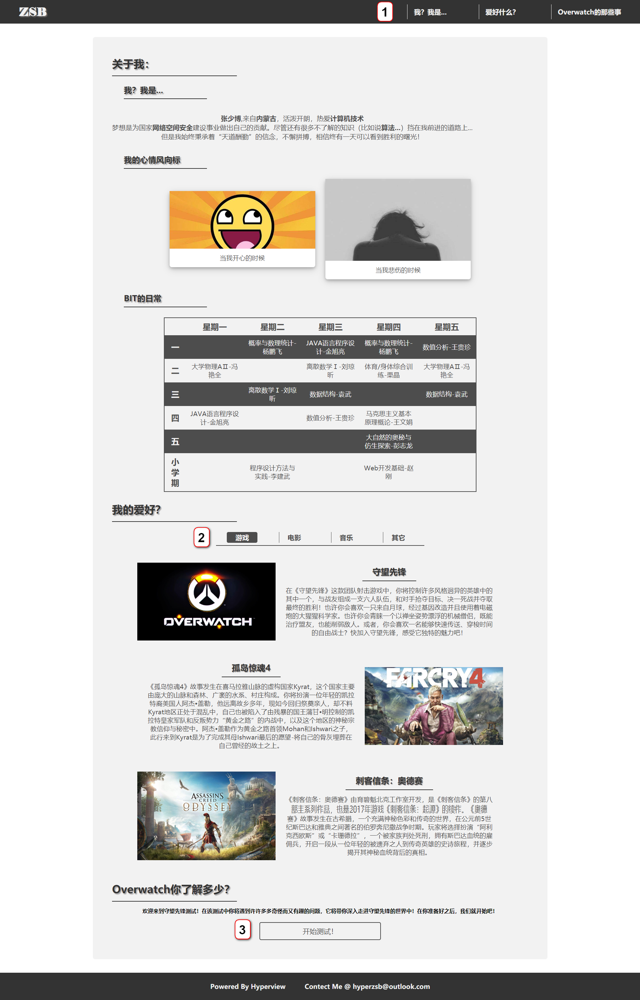 ZSB
1
我？我是...
爱好什么？
Overwatch的那些事
关于我：
我？我是...
张少博,来自内蒙古，活泼开朗，热爱计算机技术
梦想是为国家网络空间安全建设事业做出自己的贡献。尽管还有很多不了解的知识（比如说算法...）挡在我前进的道路上...
但是我始终秉承着“天道酬勤”的信念，不懈拼搏，相信终有一天可以看到胜利的曙光！
我的心情风向标
当我开心的时候
当我悲伤的时候
BIT的日常
星期一 星期二 星期三 星期四 星期五
一
概率与数理统计-
杨鹏飞
JAVA语言程序设
计-金旭亮
概率与数理统计-
杨鹏飞
数值分析-王贵珍
二
大学物理AⅡ-冯
艳全
离散数学Ⅰ-刘琼
昕
体育/身体综合训
练-栗晶
大学物理AⅡ-冯
艳全
三
离散数学Ⅰ-刘琼
昕
数据结构-袁武
数据结构-袁武
四
JAVA语言程序设
计-金旭亮
数值分析-王贵珍
马克思主义基本
原理概论-王文娟
五
大自然的奥秘与
仿生探索-彭志龙
小
学
期
程序设计方法与
实践-李建武
Web开发基础-赵
刚
我的爱好？
2
游戏
电影
音乐
其它
OVERWATCH
守望先锋
在《守望先锋》这款团队射击游戏中，你将控制许多风格迥异的英雄中的
其中一个，与战友组成一支六人队伍，和对手抢夺目标、决一死战并夺取
最终的胜利！也许你会喜欢一只来自月球，经过基因改造并且使用着电磁
炮的大猩猩科学家。也许你会青睐一个以禅坐姿势漂浮的机械僧侣，既能
治疗盟友，也能削弱敌人。或者，你会喜欢一名能够快速传送、穿梭时间
的自由战士？快加入守望先锋，感受它独特的魅力吧！
孤岛惊魂4
《孤岛惊魂4》故事发生在喜马拉雅山脉的虚构国家Kyrat，这个国家主要
由庞大的山脉和森林、广袤的水系、村庄构成。你将扮演一位年轻的凯拉
特裔美国人阿杰•盖勒，他远离故乡多年，现如今回归祭奠亲人，却不料
Kyrat地区正处于混乱中，自己也被陷入了由残暴的国王蒲甘•明控制的凯
拉特皇家军队和反叛势力“黄金之路”的内战中，以及这个地区的神秘宗
教信仰与秘密中。阿杰•盖勒作为黄金之路首领Mohan和Ishwari之子，
此行来到Kyrat是为了完成其母Ishwari最后的愿望-将自己的骨灰埋葬在
自己曾经的故土之上。
FARCRY4
ASSASSIN'S
CREED
ODYSSEY
刺客信条：奥德赛
《刺客信条：奥德赛》由育碧魁北克工作室开发，是《刺客信条》的第八
部主系列作品，也是2017年游戏《刺客信条：起源》的续作。《奥德
赛》故事发生在古希腊，一个充满神秘色彩和传奇的世界，在公元前5世
纪斯巴达和雅典之间著名的伯罗奔尼撒战争时期。玩家将选择扮演“阿利
克西欧斯”或“卡珊德拉”，一个被家族判处死刑，拥有斯巴达血统的雇
佣兵，开启一段从一位年轻的被遗弃之人到传奇英雄的史诗旅程，并逐步
揭开其神秘血统背后的真相。
Overwatch你了解多少？
欢迎来到守望先锋测试！在该测试中你将遇到许许多多奇怪而又有趣的问题，它将带你深入走进守望先锋的世界中！在你准备好之后，我们就开始吧！
3
开始测试！
Powered By Hyperview
Contect Me @ hyperzsb@outlook.com